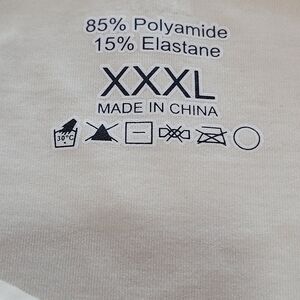 85% Polyamide
15% Elastane
XXXL
MADE IN CHINA
30°C